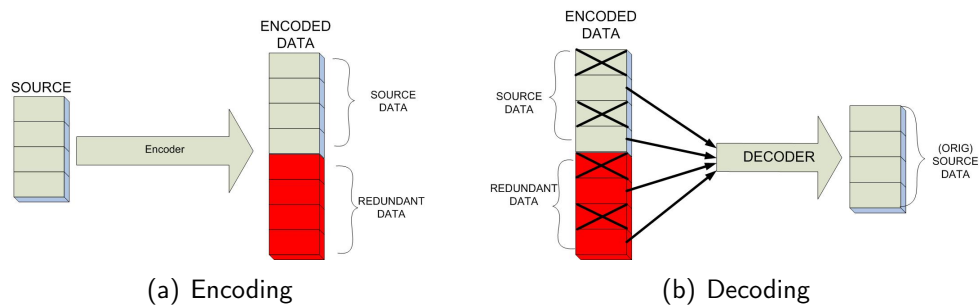 SOURCE
Encoder
ENCODED
DATA
SOURCE
DATA
REDUNDANT
DATA
(a) Encoding
ENCODED
DATA
SOURCE
DATA
REDUNDANT
DATA
DECODER
(ORIG)
SOURCE
DATA
(b) Decoding